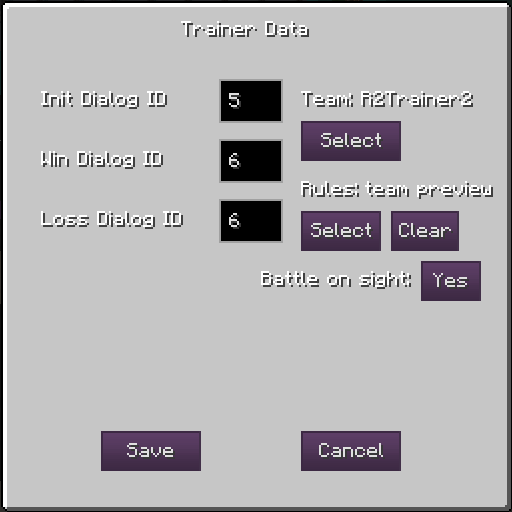 Trainer Data
Init Dialog ID 5 Team: R2Trainer2
Select
Win Dialog ID 6
Rules: team preview
Loss Dialog ID 6 Select Clear
Battle on sight: Yes
Save Cancel